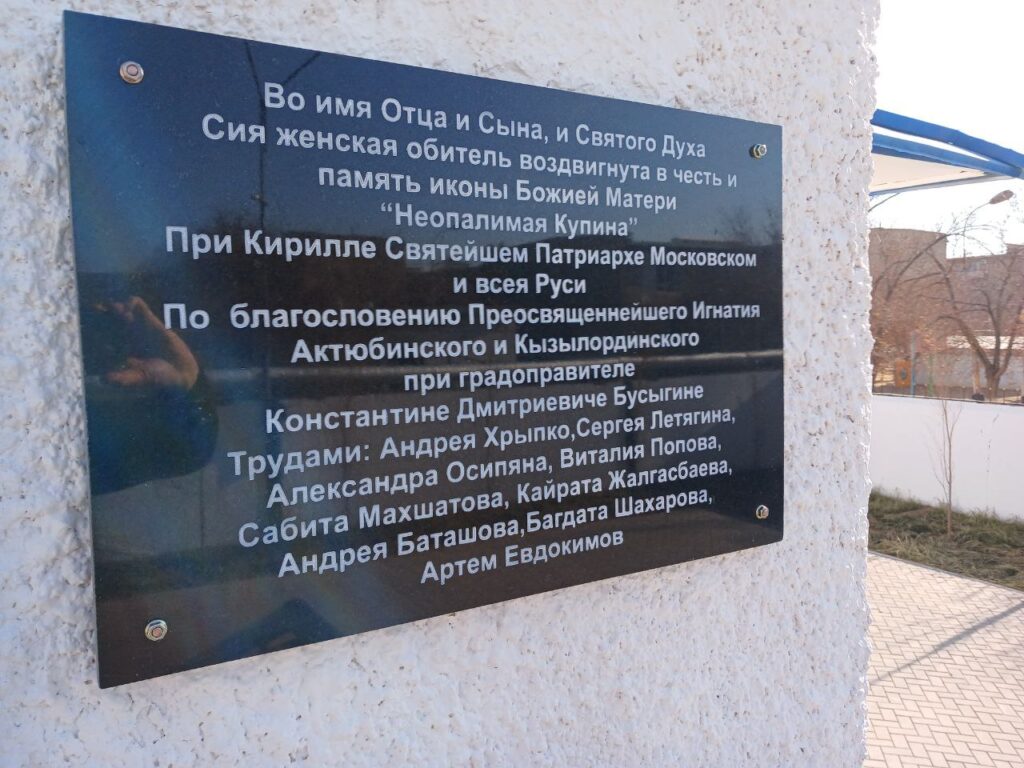 Во имя Отца и Сына, и Святого Духа
Сия женская обитель воздвигнута в честь и
память иконы Божией Матери
“Неопалимая Купина”
При Кирилле Святейшем Патриархе Московском
и всея Руси
По благословению Преосвященнейшего Игнатия
Актюбинского и Кызылординского
при градоправителе
Константине Дмитриевиче Бусыгине
Трудами: Андрея Хрыпко,Сергея Летягина,
Александра Осипяна, Виталия Попова,
Сабита Махшатова, Кайрата Жалгасбаева,
Андрея Баташова,Багдата Шахарова,
Артем Евдокимов